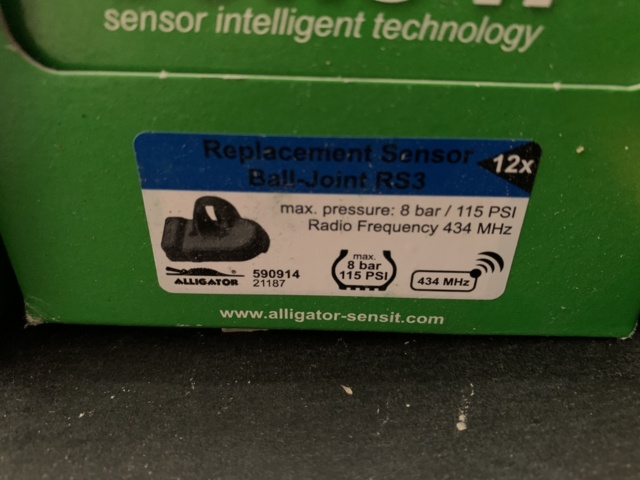 sensor intelligent technology
Replacement Sensor
Ball-Joint RS3
12x
max. pressure: 8 bar / 115 PSI
Radio Frequency 434 MHz
max.
8 bar
115 PSI
434 MHz
ALLIGATOR
590914
21187
www.alligator-sensit.com